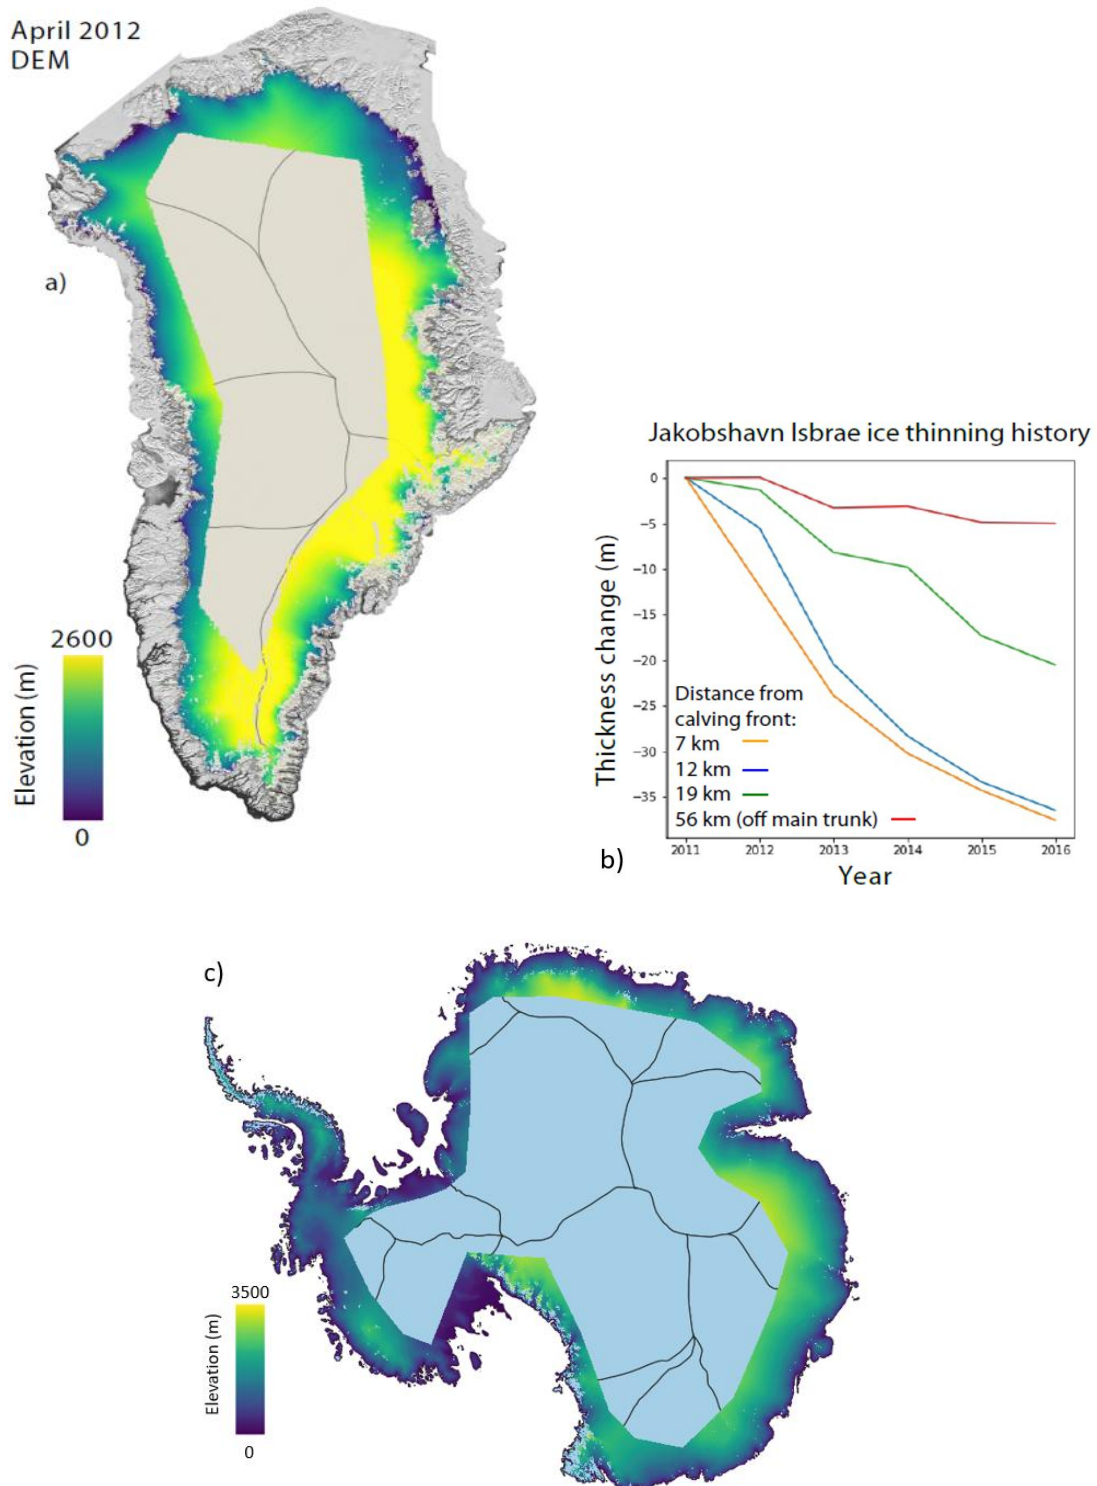 April 2012
DEM
a)
2600
Elevation (m)
0
Jakobshavn Isbrae ice thinning history
Thickness change (m)
0
−5
−10
−15
−20
−25
−30
−35
Distance from
calving front:
7 km
12 km
19 km
56 km (off main trunk)
2011 2012 2013 2014 2015 2016
Year
b)
c)
3500
Elevation (m)
0